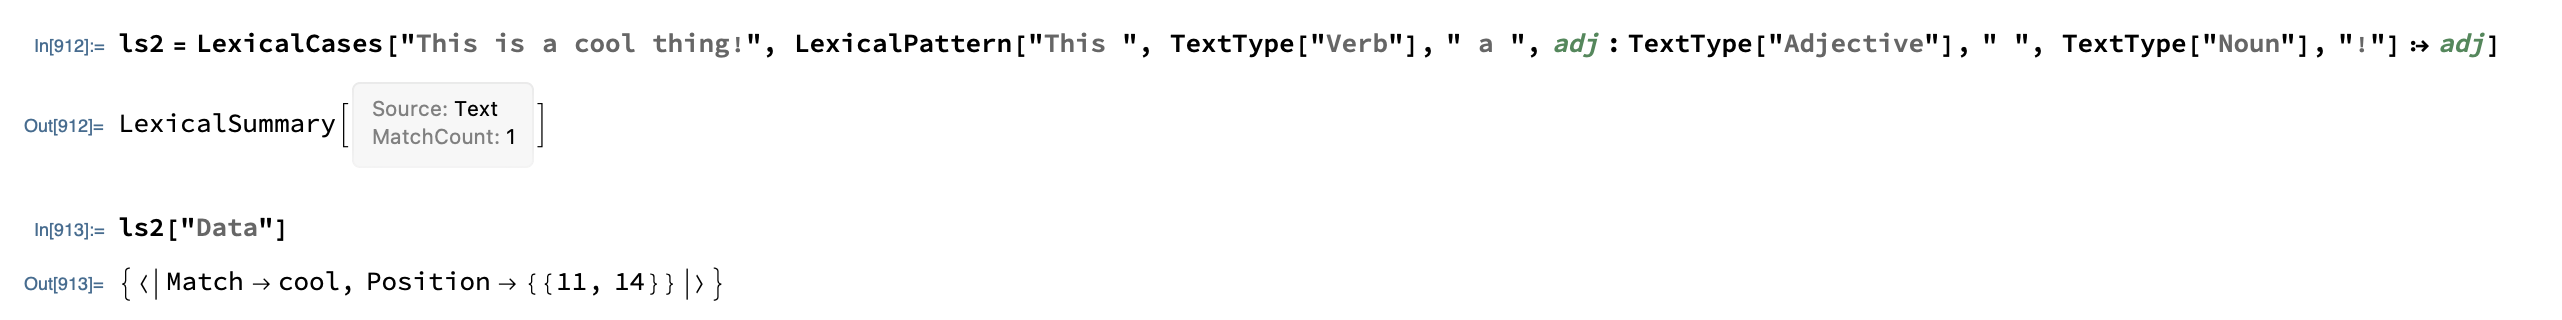 In[912]:= ls2 = LexicalCases["This is a cool thing!", LexicalPattern["This ", TextType["Verb"], " a ", adj : TextType["Adjective"], " ", TextType["Noun"], "!"] :→ adj]
Out[912]= LexicalSummary[
Source: Text
MatchCount: 1
]
In[913]:= ls2["Data"]
Out[913]= {<|Match → cool, Position → {{11, 14}}|>}